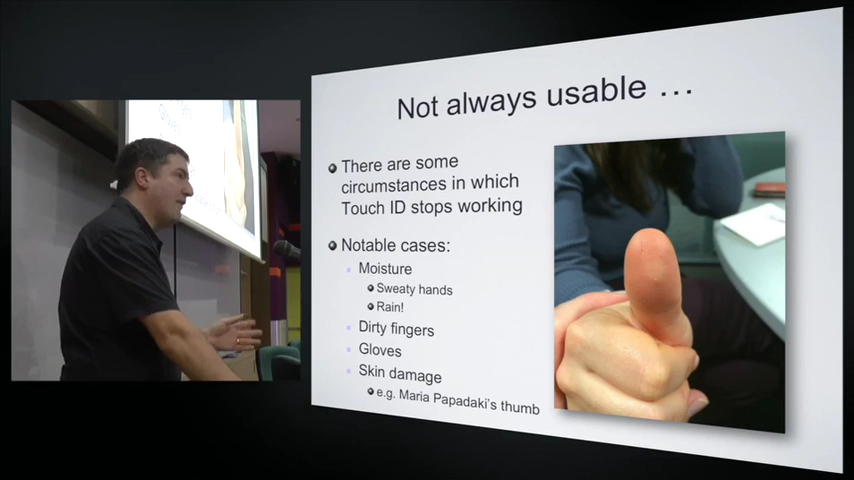 Not always usable ...
There are some
circumstances in which
Touch ID stops working
Notable cases:
Moisture
Sweaty hands
Rain!
Dirty fingers
Gloves
Skin damage
e.g. Maria Papadaki's thumb